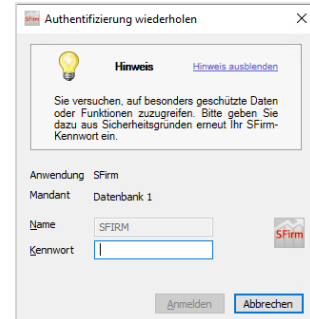 Authentifizierung wiederholen
Hinweis Hinweis ausblenden
Sie versuchen, auf besonders geschützte Daten
oder Funktionen zuzugreifen. Bitte geben Sie
dazu aus Sicherheitsgründen erneut Ihr SFirm-
Kennwort ein.
Anwendung SFirm
Mandant Datenbank 1
Name SFIRM
SFirm
Kennwort
Anmelden Abbrechen